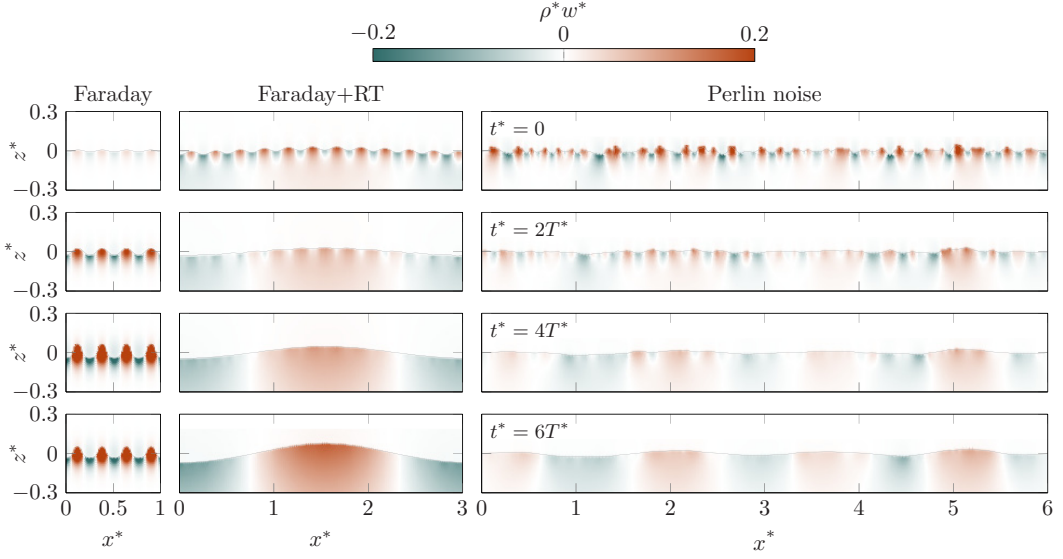 ρ*w*
−0.2 0 0.2
Faraday Faraday+RT Perlin noise
0.3
z* 0
−0.3
t* = 0
0.3
z* 0
−0.3
t* = 2T*
0.3
z* 0
−0.3
t* = 4T*
0.3
z* 0
−0.3
t* = 6T*
0 0.5 1 0 1 2 3 0 1 2 3 4 5 6
x* x* x*